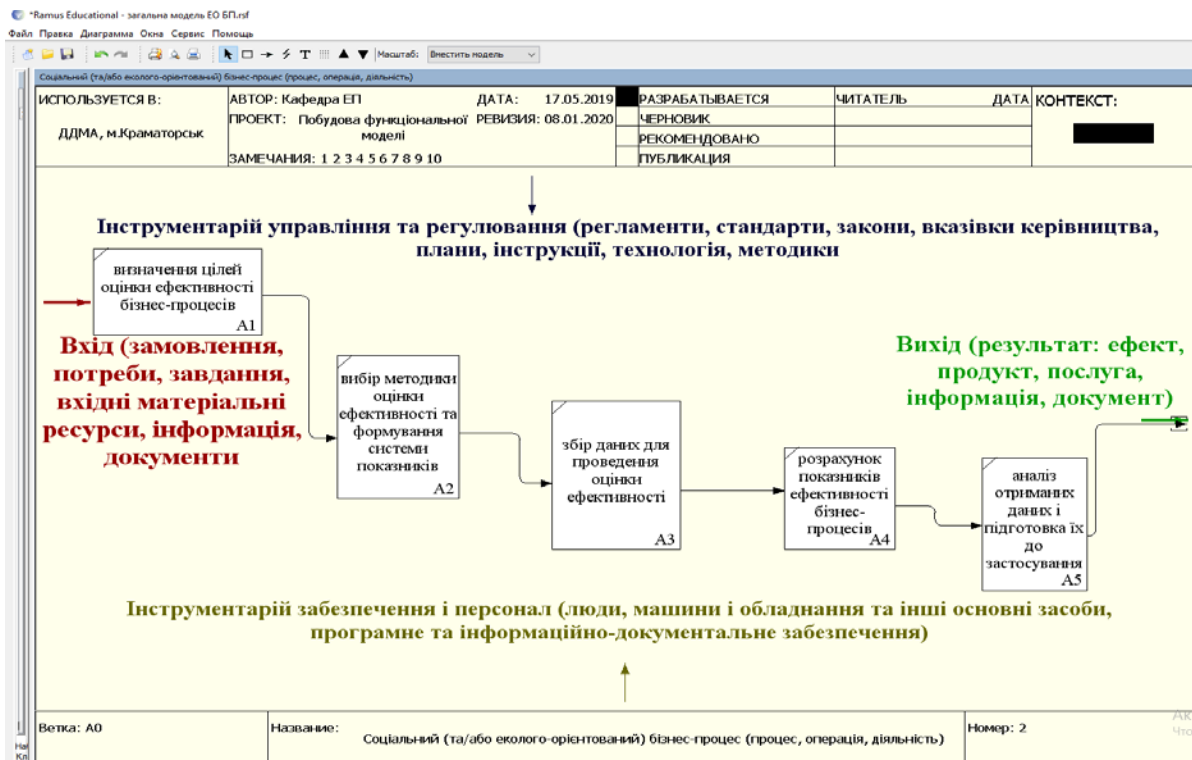 *Ramus Educational - загальна модель ЕО БП.rsf
Файл Правка Диаграмма Окна Сервис Помощь
Масштаб: Вместить модель
Соціальний (та/або еколого-орієнтований) бізнес-процес (процес, операція, діяльність)
ИСПОЛЬЗУЕТСЯ В:
ДДМА, м.Краматорськ
АВТОР: Кафедра ЕП ДАТА: 17.05.2019
ПРОЕКТ: Побудова функціональної моделі РЕВИЗИЯ: 08.01.2020
ЗАМЕЧАНИЯ: 1 2 3 4 5 6 7 8 9 10
РАЗРАБАТЫВАЕТСЯ
ЧЕРНОВИК
РЕКОМЕНДОВАНО
ПУБЛИКАЦИЯ
ЧИТАТЕЛЬ ДАТА
КОНТЕКСТ:
Інструментарій управління та регулювання (регламенти, стандарти, закони, вказівки керівництва,
плани, інструкції, технологія, методики
визначення цілей
оцінки ефективності
бізнес-процесів
A1
Вхід (замовлення,
потреби, завдання,
вхідні матеріальні
ресурси, інформація,
документи
вибір методики
оцінки
ефективності та
формування
системи
показників
A2
збір даних для
проведення
оцінки
ефективності
A3
розрахунок
показників
ефективності
бізнес-
процесів
A4
Вихід (результат: ефект,
продукт, послуга,
інформація, документ)
аналіз
отриманих
даних і
підготовка їх
до
застосування
A5
Інструментарій забезпечення і персонал (люди, машини і обладнання та інші основні засоби,
програмне та інформаційно-документальне забезпечення)
Ветка: A0
Название:
Соціальний (та/або еколого-орієнтований) бізнес-процес (процес, операція, діяльність)
Номер: 2